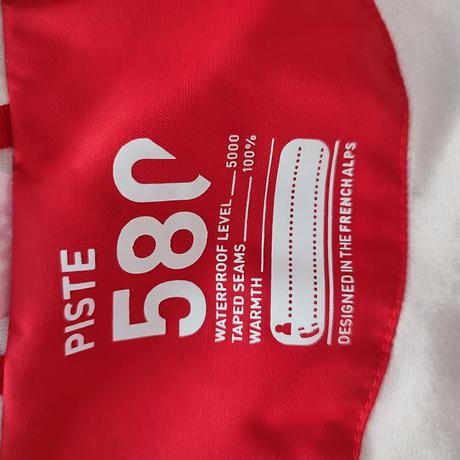 PISTE
580
WATERPROOF LEVEL — 5000
TAPED SEAMS — 100%
WARMTH
DESIGNED IN THE FRENCH ALPS